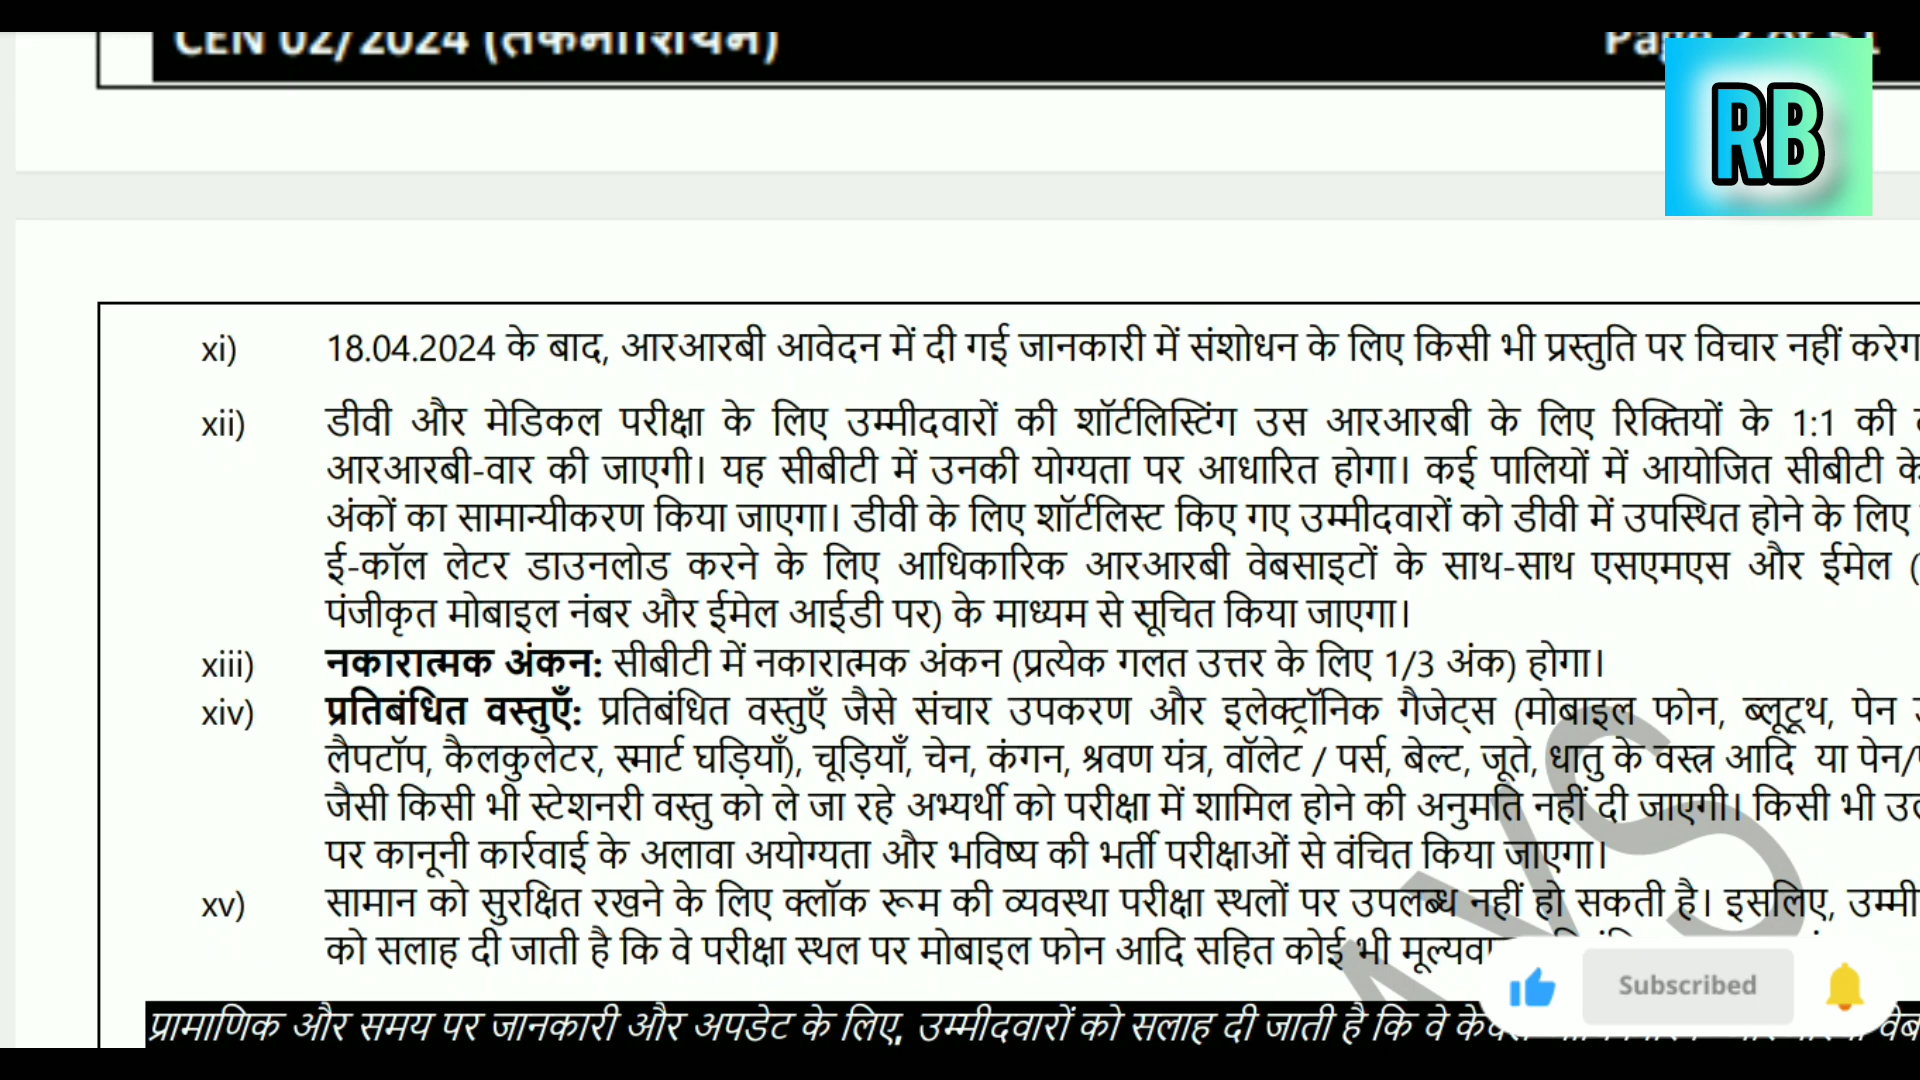 CEN 02/2024 (तकनीशियन)
RB
xi) 18.04.2024 के बाद, आरआरबी आवेदन में दी गई जानकारी में संशोधन के लिए किसी भी प्रस्तुति पर विचार नहीं
xii) डीवी और मेडिकल परीक्षा के लिए उम्मीदवारों की शॉर्टलिस्टिंग उस आरआरबी के लिए रिक्तियों के 1:1 की
आरआरबी-वार की जाएगी। यह सीबीटी में उनकी योग्यता पर आधारित होगा। कई पालियों में आयोजित सीबीटी के
अंकों का सामान्यीकरण किया जाएगा। डीवी के लिए शॉर्टलिस्ट किए गए उम्मीदवारों को डीवी में उपस्थित होने के लिए
ई-कॉल लेटर डाउनलोड करने के लिए आधिकारिक आरआरबी वेबसाइटों के साथ-साथ एसएमएस और ईमेल (
पंजीकृत मोबाइल नंबर और ईमेल आईडी पर) के माध्यम से सूचित किया जाएगा।
xiii) नकारात्मक अंकन: सीबीटी में नकारात्मक अंकन (प्रत्येक गलत उत्तर के लिए 1/3 अंक) होगा।
xiv) प्रतिबंधित वस्तुएँ: प्रतिबंधित वस्तुएँ जैसे संचार उपकरण और इलेक्ट्रॉनिक गैजेट्स (मोबाइल फोन, ब्लूटूथ, पेन
लैपटॉप, कैलकुलेटर, स्मार्ट घड़ियाँ), चूड़ियाँ, चेन, कंगन, श्रवण यंत्र, वॉलेट / पर्स, बेल्ट, जूते, धातु के वस्त्र आदि या पेन/
जैसी किसी भी स्टेशनरी वस्तु को ले जा रहे अभ्यर्थी को परीक्षा में शामिल होने की अनुमति नहीं दी जाएगी। किसी भी
पर कानूनी कार्रवाई के अलावा अयोग्यता और भविष्य की भर्ती परीक्षाओं से वंचित किया जाएगा।
xv) सामान को सुरक्षित रखने के लिए क्लॉक रूम की व्यवस्था परीक्षा स्थलों पर उपलब्ध नहीं हो सकती है। इसलिए,
को सलाह दी जाती है कि वे परीक्षा स्थल पर मोबाइल फोन आदि सहित कोई भी
Subscribed
प्रामाणिक और समय पर जानकारी और अपडेट के लिए, उम्मीदवारों को सलाह दी जाती है कि वे